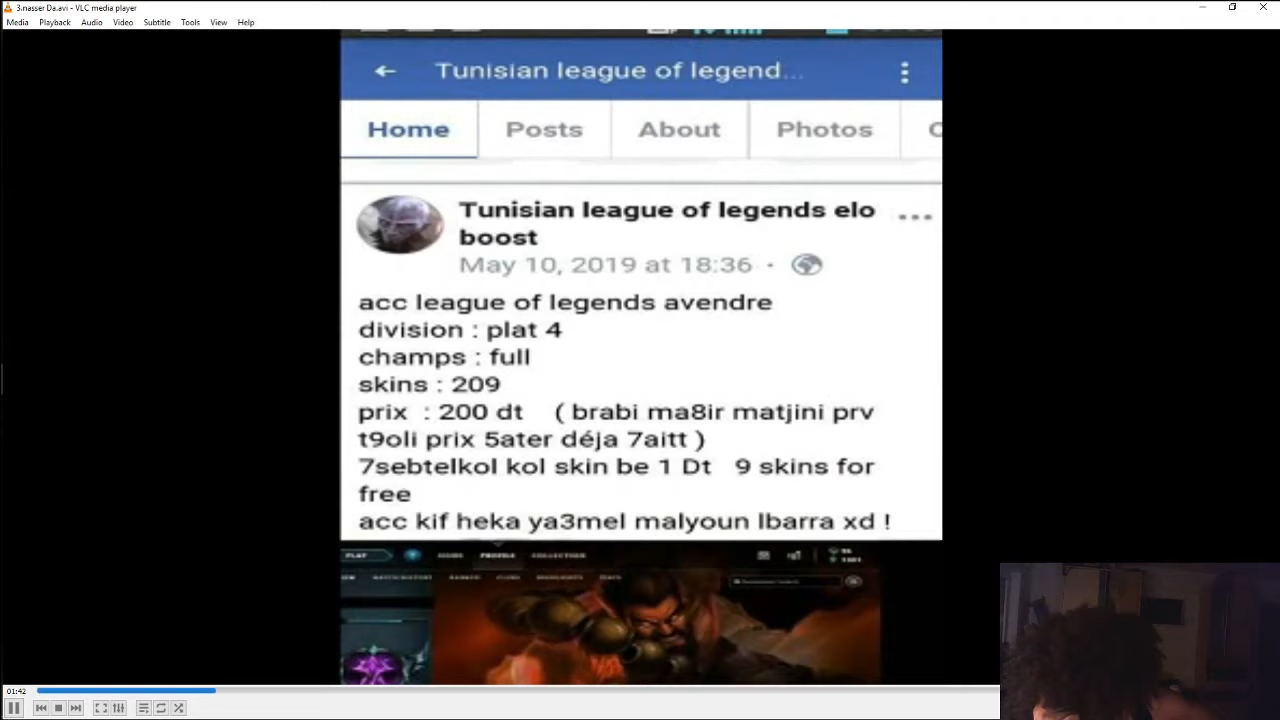 3.nasser Da.avi - VLC media player
Media Playback Audio Video Subtitle Tools View Help
Tunisian league of legend...
Home Posts About Photos
Tunisian league of legends elo
boost
May 10, 2019 at 18:36 ·
acc league of legends avendre
division : plat 4
champs : full
skins : 209
prix : 200 dt ( brabi ma8ir matjini prv
t9oli prix 5ater déja 7aitt )
7sebtelkol kol skin be 1 Dt 9 skins for
free
acc kif heka ya3mel malyoun lbarra xd !
PLAY HOME PROFILE COLLECTION
01:42